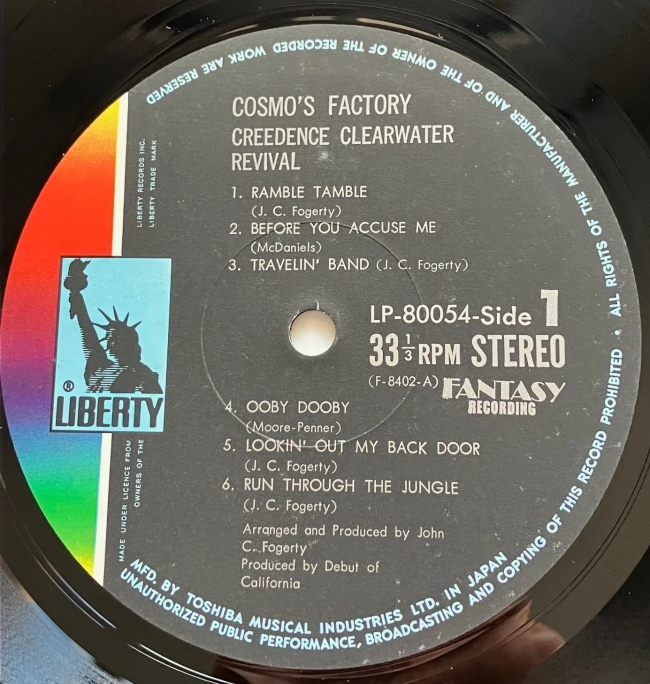 COSMO'S FACTORY
CREEDENCE CLEARWATER
REVIVAL
1. RAMBLE TAMBLE
(J. C. Fogerty)
2. BEFORE YOU ACCUSE ME
(McDaniels)
3. TRAVELIN' BAND (J. C. Fogerty)
LP-80054-Side 1
33 1/3 RPM STEREO
(F-8402-A) FANTASY
RECORDING
4. OOBY DOOBY
(Moore-Penner)
5. LOOKIN' OUT MY BACK DOOR
(J. C. Fogerty)
6. RUN THROUGH THE JUNGLE
(J. C. Fogerty)
Arranged and Produced by John
C. Fogerty
Produced by Debut of
California
LIBERTY RECORDS INC.
LIBERTY TRADE MARK
®
LIBERTY
MADE UNDER LICENCE FROM
OWNERS OF THE
MFD. BY TOSHIBA MUSICAL INDUSTRIES LTD. IN JAPAN
UNAUTHORIZED PUBLIC PERFORMANCE, BROADCASTING AND COPYING OF THIS RECORD PROHIBITED • ALL RIGHTS OF THE MANUFACTURER AND OF THE OWNER OF THE RECORDED WORK ARE RESERVED